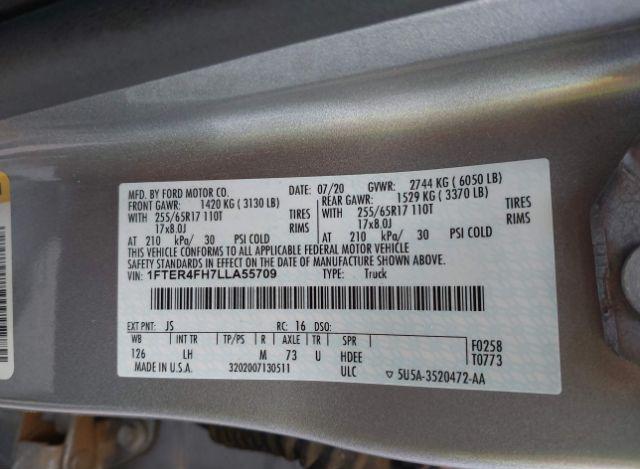 MFD. BY FORD MOTOR CO. DATE: 07/20 GVWR: 2744 KG ( 6050 LB)
FRONT GAWR: 1420 KG ( 3130 LB) REAR GAWR: 1529 KG ( 3370 LB)
WITH 255/65R17 110T TIRES WITH 255/65R17 110T TIRES
17x8.0J RIMS 17x8.0J RIMS
AT 210 kPa/ 30 PSI COLD AT 210 kPa/ 30 PSI COLD
THIS VEHICLE CONFORMS TO ALL APPLICABLE FEDERAL MOTOR VEHICLE
SAFETY STANDARDS IN EFFECT ON THE DATE OF MANUFACTURE SHOWN ABOVE.
VIN: 1FTER4FH7LLA55709 TYPE: Truck
EXT PNT: JS RC: 16 DSO:
WB INT TR TP/PS R AXLE TR SPR F0258
126 LH M 73 U HDEE T0773
MADE IN U.S.A. 3202007130511 ULC ▽ 5U5A-3520472-AA